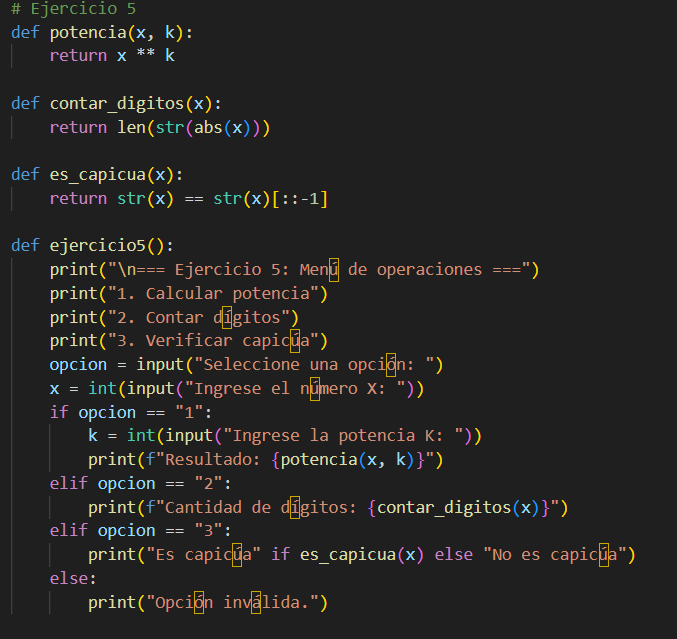 # Ejercicio 5
def potencia(x, k):
    return x ** k

def contar_digitos(x):
    return len(str(abs(x)))

def es_capicua(x):
    return str(x) == str(x)[::-1]

def ejercicio5():
    print("\n=== Ejercicio 5: Menú de operaciones ===")
    print("1. Calcular potencia")
    print("2. Contar dígitos")
    print("3. Verificar capicúa")
    opcion = input("Seleccione una opción: ")
    x = int(input("Ingrese el número X: "))
    if opcion == "1":
        k = int(input("Ingrese la potencia K: "))
        print(f"Resultado: {potencia(x, k)}")
    elif opcion == "2":
        print(f"Cantidad de dígitos: {contar_digitos(x)}")
    elif opcion == "3":
        print("Es capicúa" if es_capicua(x) else "No es capicúa")
    else:
        print("Opción inválida.")